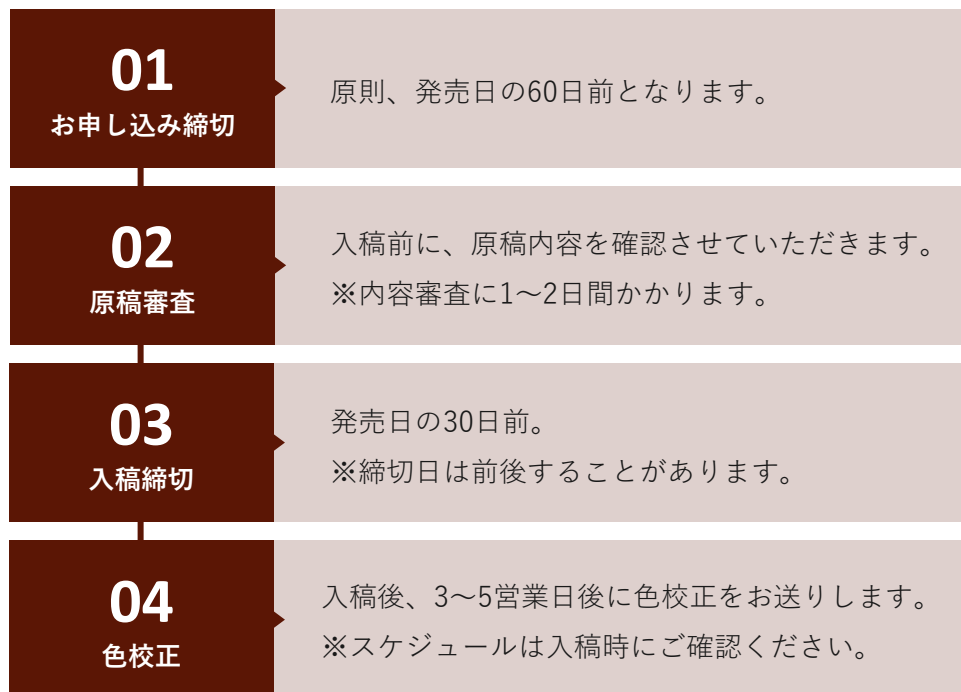 01
お申し込み締切
原則、発売日の60日前となります。
02
原稿審査
入稿前に、原稿内容を確認させていただきます。
※内容審査に1～2日間かかります。
03
入稿締切
発売日の30日前。
※締切日は前後することがあります。
04
色校正
入稿後、3～5営業日後に色校正をお送りします。
※スケジュールは入稿時にご確認ください。